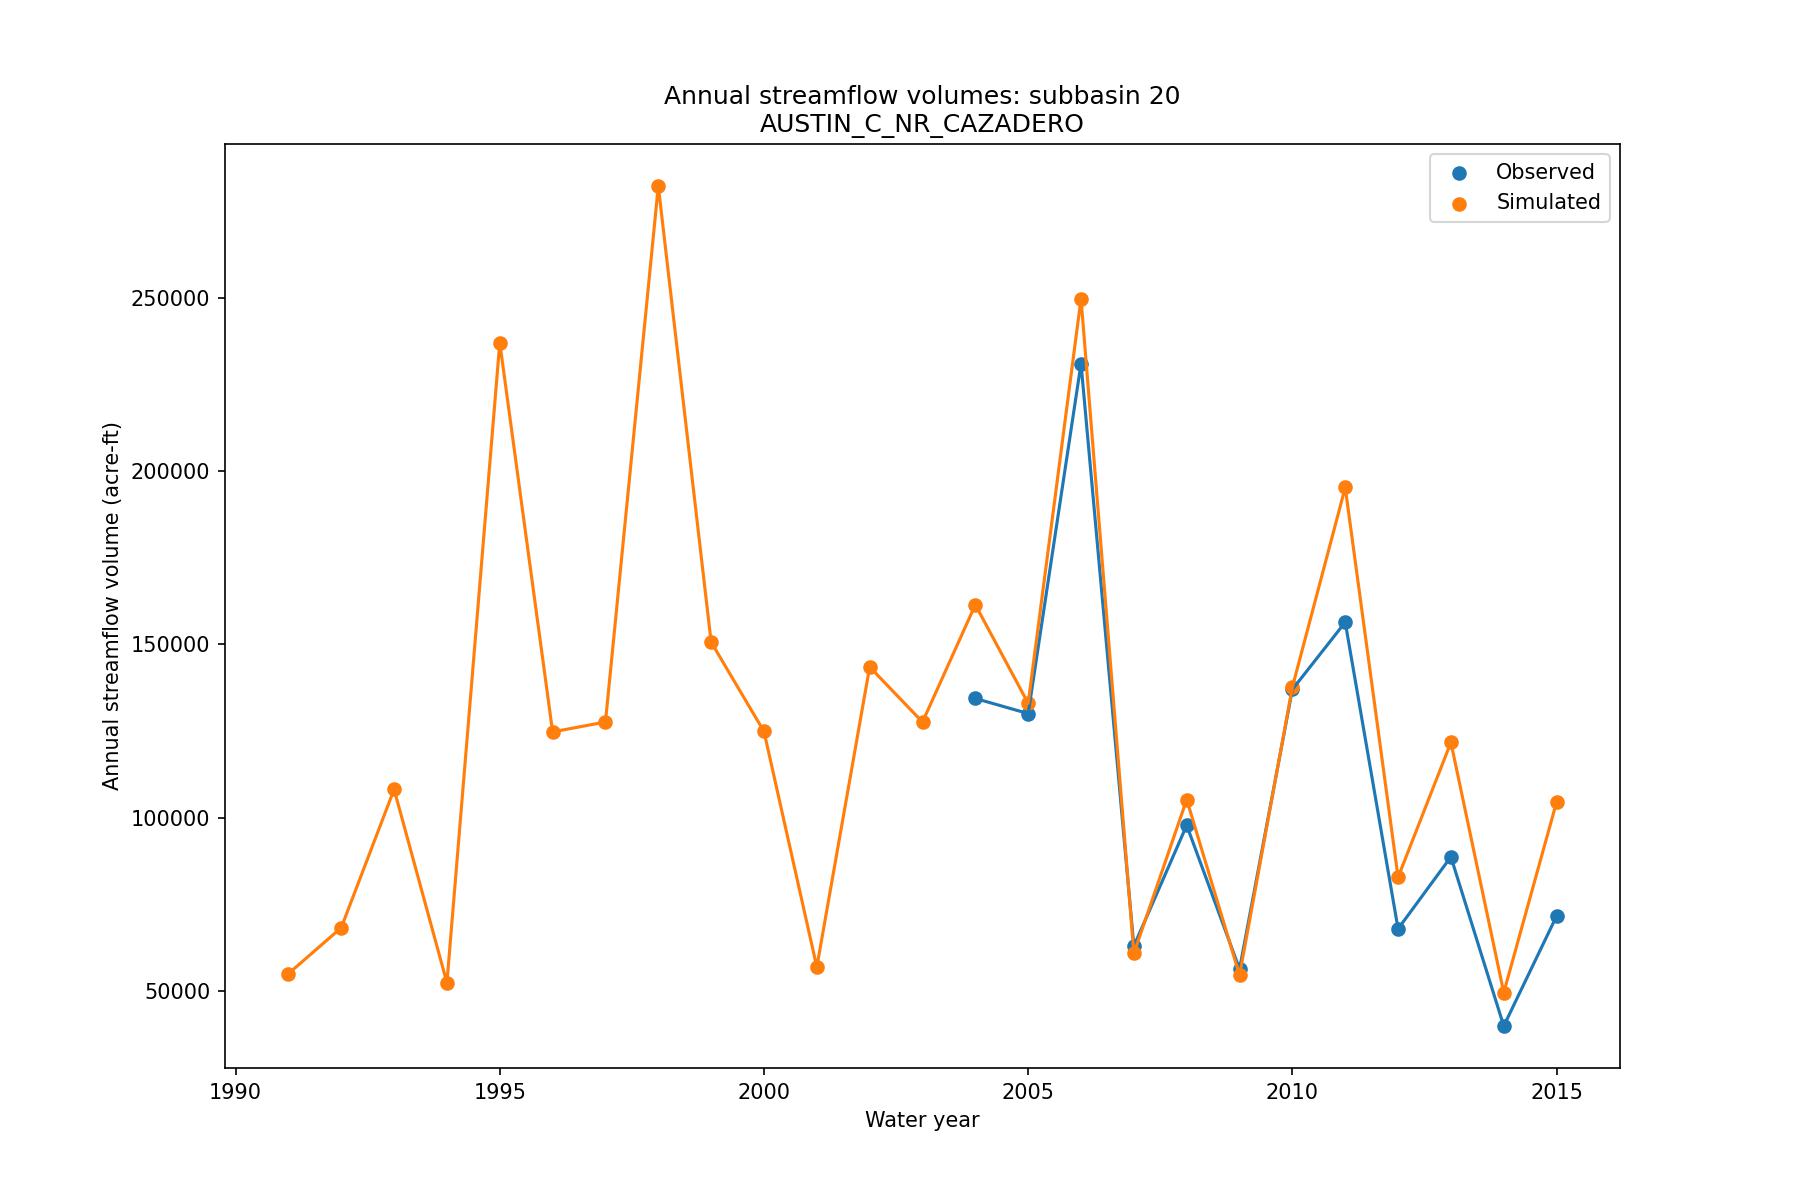 Annual streamflow volumes: subbasin 20
AUSTIN_C_NR_CAZADERO
Observed
Simulated
Annual streamflow volume (acre-ft)
250000
200000
150000
100000
50000
1990
1995
2000
2005
2010
2015
Water year